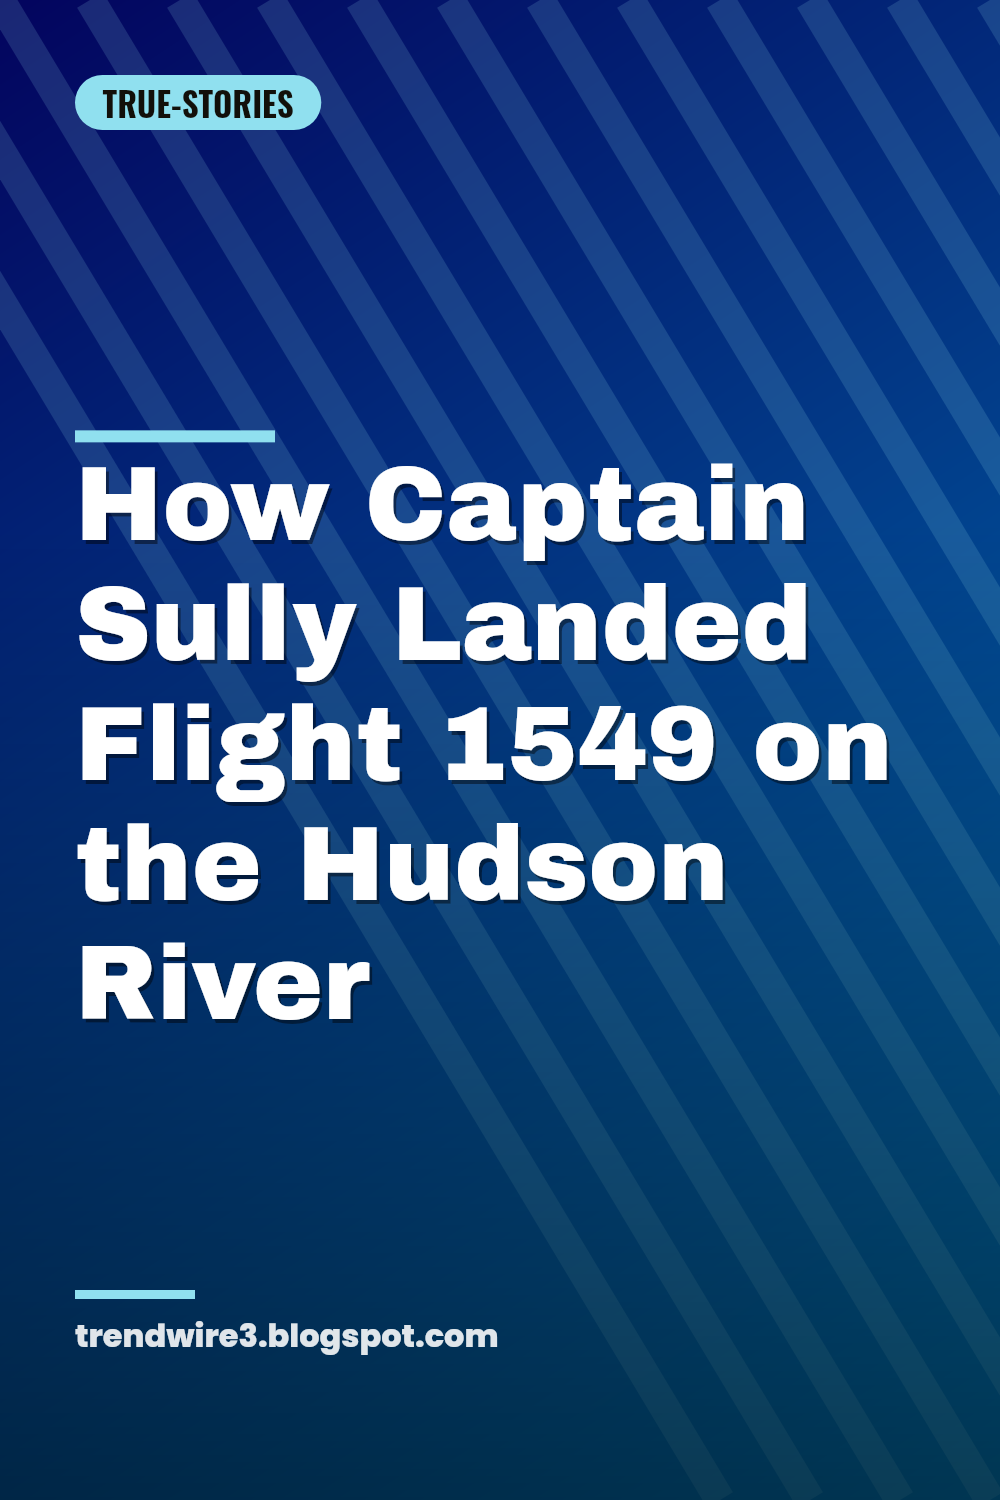 TRUE-STORIES
How Captain
Sully Landed
Flight 1549 on
the Hudson
River
trendwire3.blogspot.com